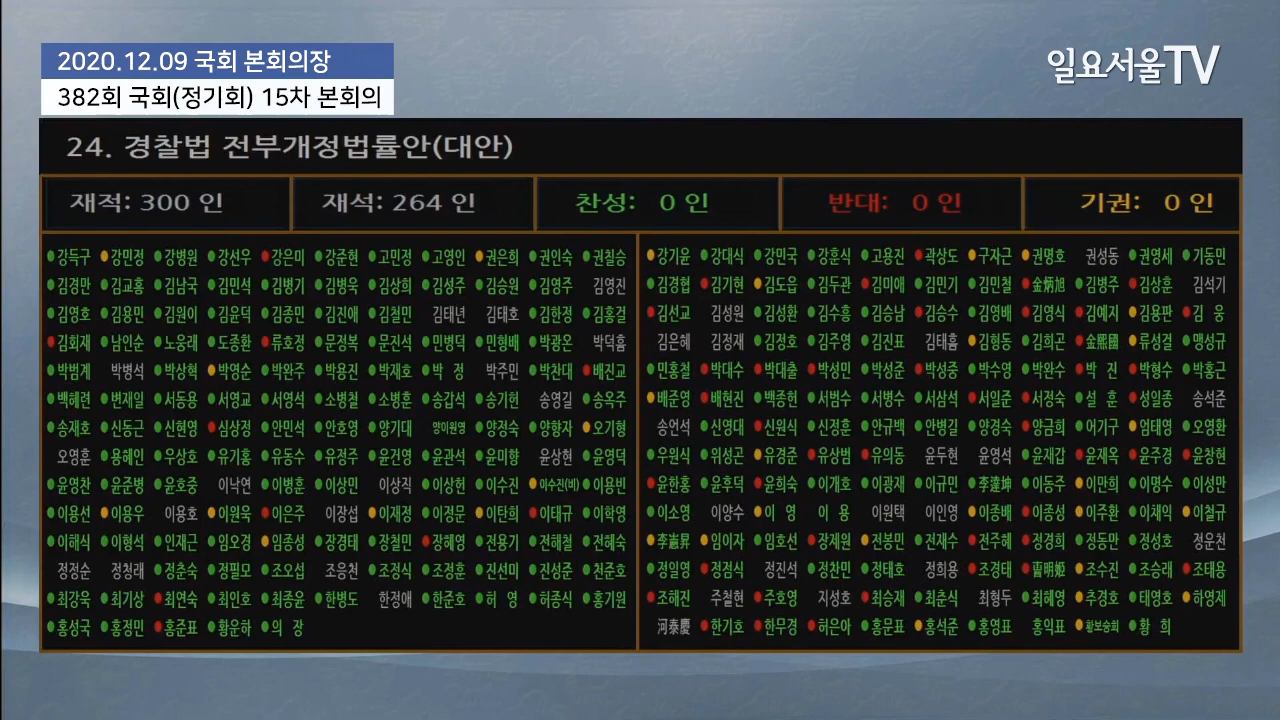 2020.12.09 국회 본회의장
일요서울TV
382회 국회(정기회) 15차 본회의
24. 경찰법 전부개정법률안(대안)
재적: 300 인 재석: 264 인 찬성: 0 인 반대: 0 인 기권: 0 인
강득구 강민정 강병원 강선우 강은미 강준현 고민정 고영인 권은희 권인숙 권칠승 강기윤 강대식 강민국 강훈식 고용진 곽상도 구자근 권명호 권성동 권영세 기동민
김경만 김교흥 김남국 김민석 김병기 김병욱 김상희 김성주 김승원 김영주 김영진 김경협 김기현 김도읍 김두관 김미애 김민기 김민철 金炳旭 김병주 김상훈 김석기
김영호 김용민 김원이 김윤덕 김종민 김진애 김철민 김태년 김태호 김한정 김홍걸 김선교 김성원 김성환 김수흥 김승남 김승수 김영배 김영식 김예지 김용판 김 웅
김회재 남인순 노웅래 도종환 류호정 문정복 문진석 민병덕 민형배 박광온 박덕흠 김은혜 김정재 김정호 김주영 김진표 김태흠 김형동 김희곤 金熙國 류성걸 맹성규
박범계 박병석 박상혁 박영순 박완주 박용진 박재호 박 정 박주민 박찬대 배진교 민홍철 박대수 박대출 박성민 박성준 박성중 박수영 박완수 박 진 박형수 박홍근
백혜련 변재일 서동용 서영교 서영석 소병철 소병훈 송갑석 송기헌 송영길 송옥주 배준영 배현진 백종헌 서범수 서병수 서삼석 서일준 서정숙 설 훈 성일종 송석준
송재호 신동근 신현영 심상정 안민석 안호영 양기대 양이원영 양정숙 양향자 오기형 송언석 신영대 신원식 신정훈 안규백 안병길 양경숙 양금희 어기구 엄태영 오영환
오영훈 용혜인 우상호 유기홍 유동수 유정주 윤건영 윤관석 윤미향 윤상현 윤영덕 우원식 위성곤 유경준 유상범 유의동 윤두현 윤영석 윤재갑 윤재옥 윤주경 윤창현
윤영찬 윤준병 윤호중 이낙연 이병훈 이상민 이상직 이상헌 이수진 이수진(비) 이용빈 윤한홍 윤후덕 윤희숙 이개호 이광재 이규민 李達坤 이동주 이만희 이명수 이성만
이용선 이용우 이용호 이원욱 이은주 이장섭 이재정 이정문 이탄희 이태규 이학영 이소영 이양수 이 영 이 용 이원택 이인영 이종배 이종성 이주환 이채익 이철규
이해식 이형석 인재근 임오경 임종성 장경태 장철민 장혜영 전용기 전해철 전혜숙 李憲昇 임이자 임호선 장제원 전봉민 전재수 전주혜 정경희 정동만 정성호 정운천
정정순 정청래 정춘숙 정필모 조오섭 조응천 조정식 조정훈 진선미 진성준 천준호 정일영 정점식 정진석 정찬민 정태호 정희용 조경태 曺明姬 조수진 조승래 조태용
최강욱 최기상 최연숙 최인호 최종윤 한병도 한정애 한준호 허 영 허종식 홍기원 조해진 주철현 주호영 지성호 최승재 최춘식 최형두 최혜영 추경호 태영호 하영제
홍성국 홍정민 홍준표 황운하 의 장 河泰慶 한기호 한무경 허은아 홍문표 홍석준 홍영표 홍익표 황보승희 황 희